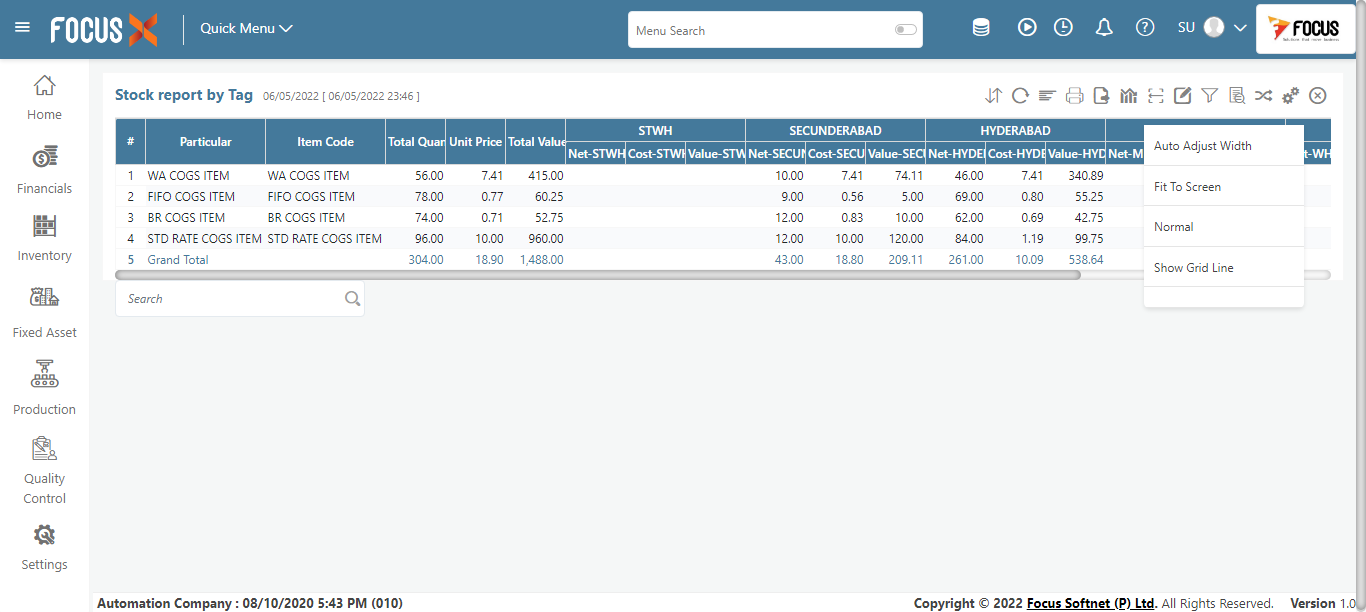 FOCUS X
Quick Menu
Menu Search
SU
FOCUS
Home
Financials
Inventory
Fixed Asset
Production
Quality
Control
Settings
Stock report by Tag 06/05/2022 [ 06/05/2022 23:46 ]
STWH SECUNDERABAD HYDERABAD
# Particular Item Code Total Quan Unit Price Total Value Net-STWH Cost-STWH Value-STW Net-SECUN Cost-SECU Value-SECU Net-HYDE Cost-HYDE Value-HYD Net-M t-WH
1 WA COGS ITEM WA COGS ITEM 56.00 7.41 415.00 10.00 7.41 74.11 46.00 7.41 340.89
2 FIFO COGS ITEM FIFO COGS ITEM 78.00 0.77 60.25 9.00 0.56 5.00 69.00 0.80 55.25
3 BR COGS ITEM BR COGS ITEM 74.00 0.71 52.75 12.00 0.83 10.00 62.00 0.69 42.75
4 STD RATE COGS ITEM STD RATE COGS ITEM 96.00 10.00 960.00 12.00 10.00 120.00 84.00 1.19 99.75
5 Grand Total 304.00 18.90 1,488.00 43.00 18.80 209.11 261.00 10.09 538.64
Auto Adjust Width
Fit To Screen
Normal
Show Grid Line
Search
Automation Company : 08/10/2020 5:43 PM (010)
Copyright © 2022 Focus Softnet (P) Ltd. All Rights Reserved. Version 1.0